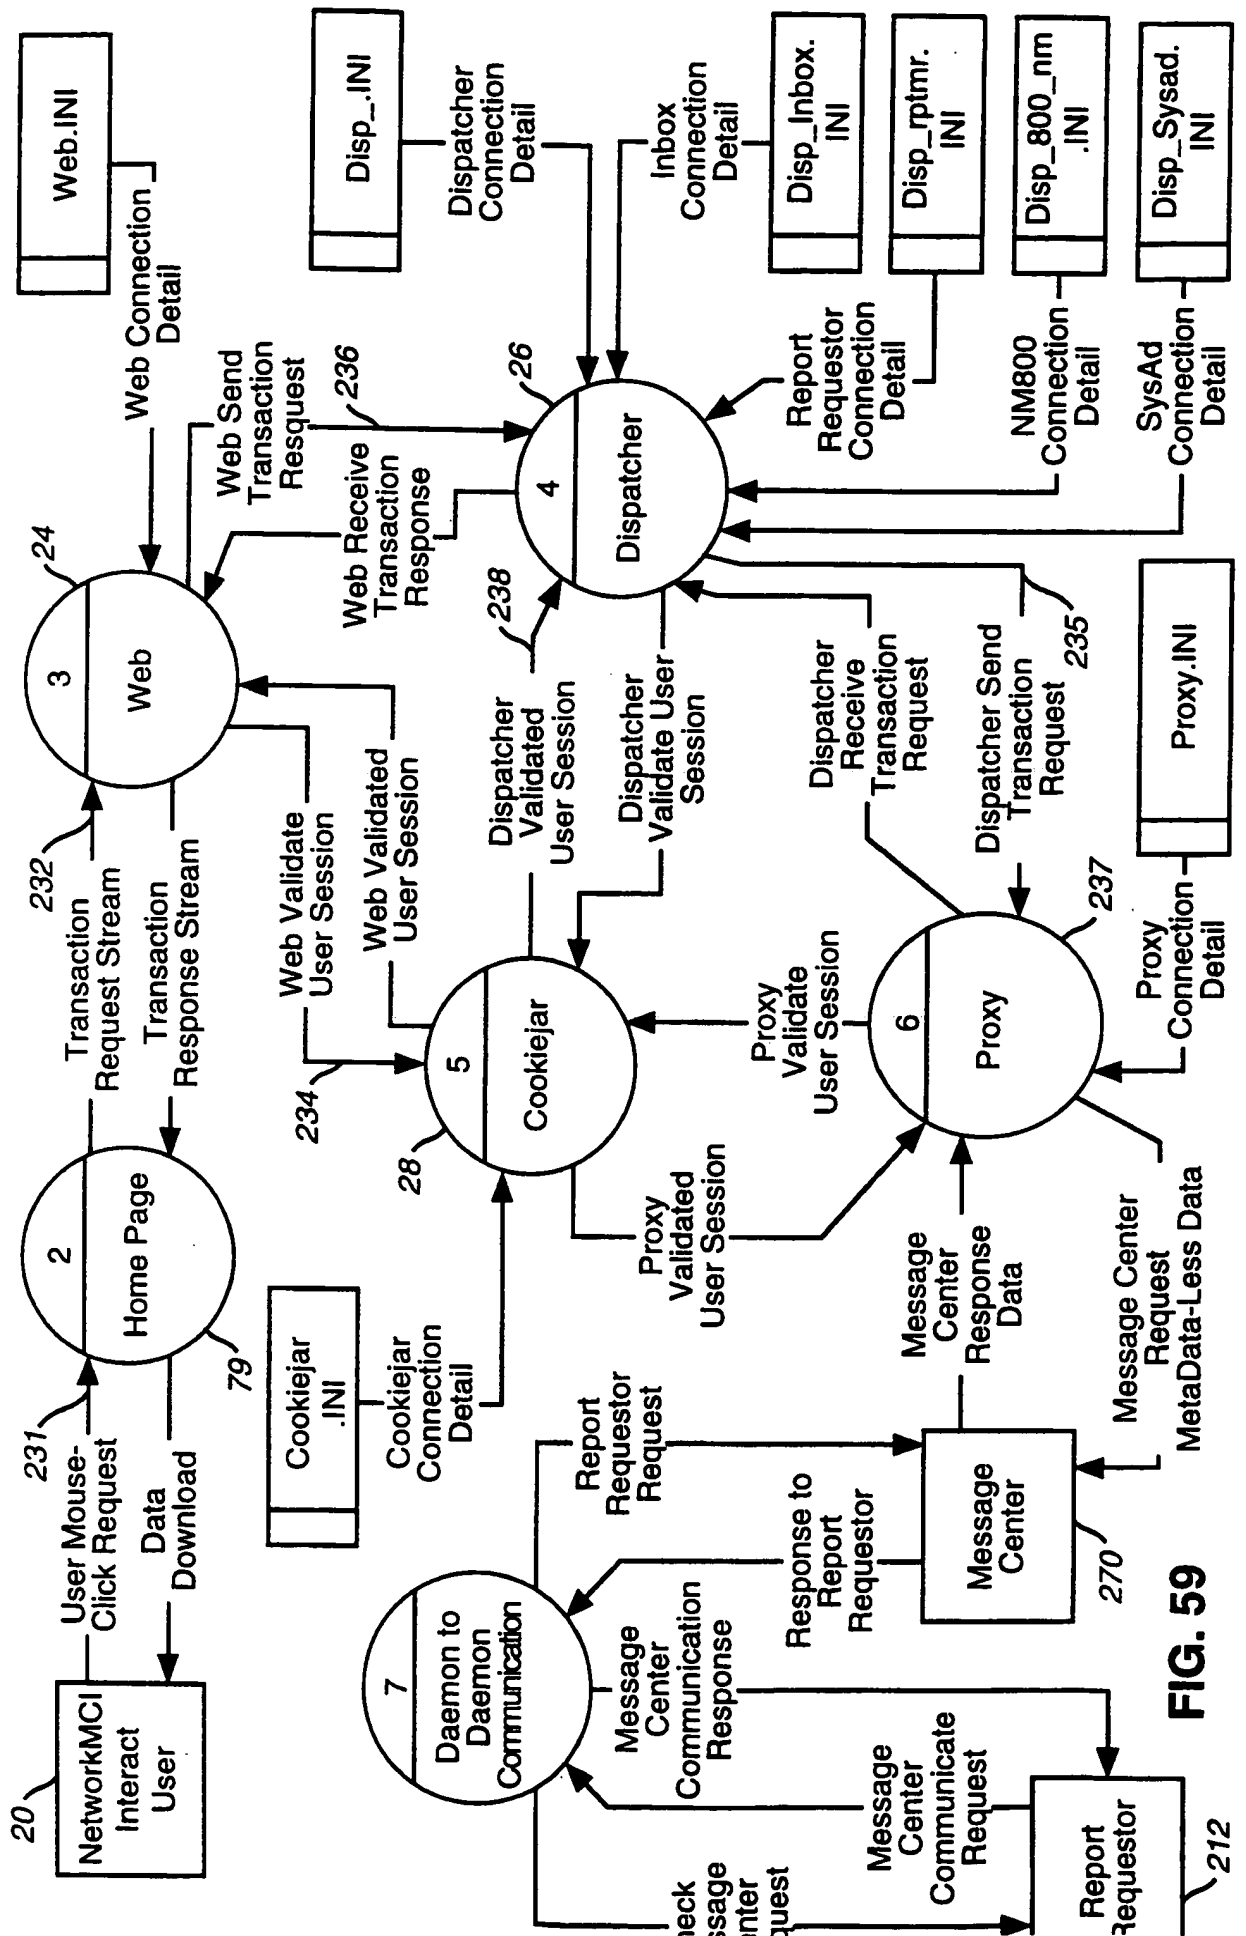 20
NetworkMCI
Interact
User
User Mouse-
Click Request
231
Data
Download
2
Home Page
79
Transaction
Request Stream
232
Transaction
Response Stream
3
Web
24
Web Connection
Detail
Web.INI
Web Validate
User Session
234
Web Validated
User Session
Web Send
Transaction
Resquest
236
Web Receive
Transaction
Response
Disp_.INI
Dispatcher
Connection
Detail
Cookiejar
.INI
Cookiejar
Connection
Detail
28
5
Cookiejar
Dispatcher
Validated
User Session
238
Dispatcher
Validate User
Session
4
Dispatcher
26
Inbox
Connection
Detail
Disp_Inbox.
INI
Report
Requestor
Connection
Detail
Disp_rptmr.
INI
NM800
Connection
Detail
Disp_800_nm
.INI
SysAd
Connection
Detail
Disp_Sysad.
INI
Proxy
Validated
User Session
Proxy
Validate
User Session
Dispatcher
Receive
Transaction
Request
Dispatcher Send
Transaction
Request
235
6
Proxy
237
Proxy
Connection
Detail
Proxy.INI
7
Daemon to
Daemon
Communication
Report
Requestor
Request
Response to
Report
Requestor
Message
Center
Response
Data
Message Center
Request
MetaData-Less Data
Message
Center
270
Message
Center
Communication
Response
Message
Center
Communicate
Request
Report
Requestor
212
FIG. 59